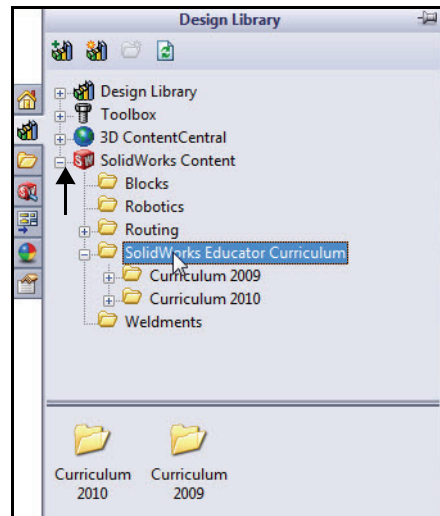 Design Library
Design Library
Toolbox
3D ContentCentral
SolidWorks Content
Blocks
Robotics
Routing
SolidWorks Educator Curriculum
Curriculum 2009
Curriculum 2010
Weldments
Curriculum Curriculum
2010 2009